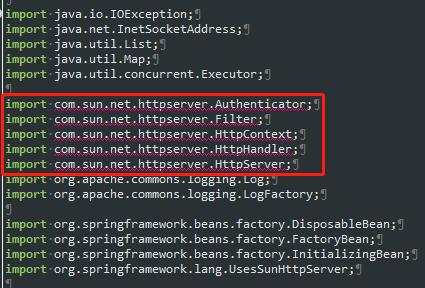 import java.io.IOException;
import java.net.InetSocketAddress;
import java.util.List;
import java.util.Map;
import java.util.concurrent.Executor;
import com.sun.net.httpserver.Authenticator;
import com.sun.net.httpserver.Filter;
import com.sun.net.httpserver.HttpContext;
import com.sun.net.httpserver.HttpHandler;
import com.sun.net.httpserver.HttpServer;
import org.apache.commons.logging.Log;
import org.apache.commons.logging.LogFactory;
import org.springframework.beans.factory.DisposableBean;
import org.springframework.beans.factory.FactoryBean;
import org.springframework.beans.factory.InitializingBean;
import org.springframework.lang.UsesSunHttpServer;